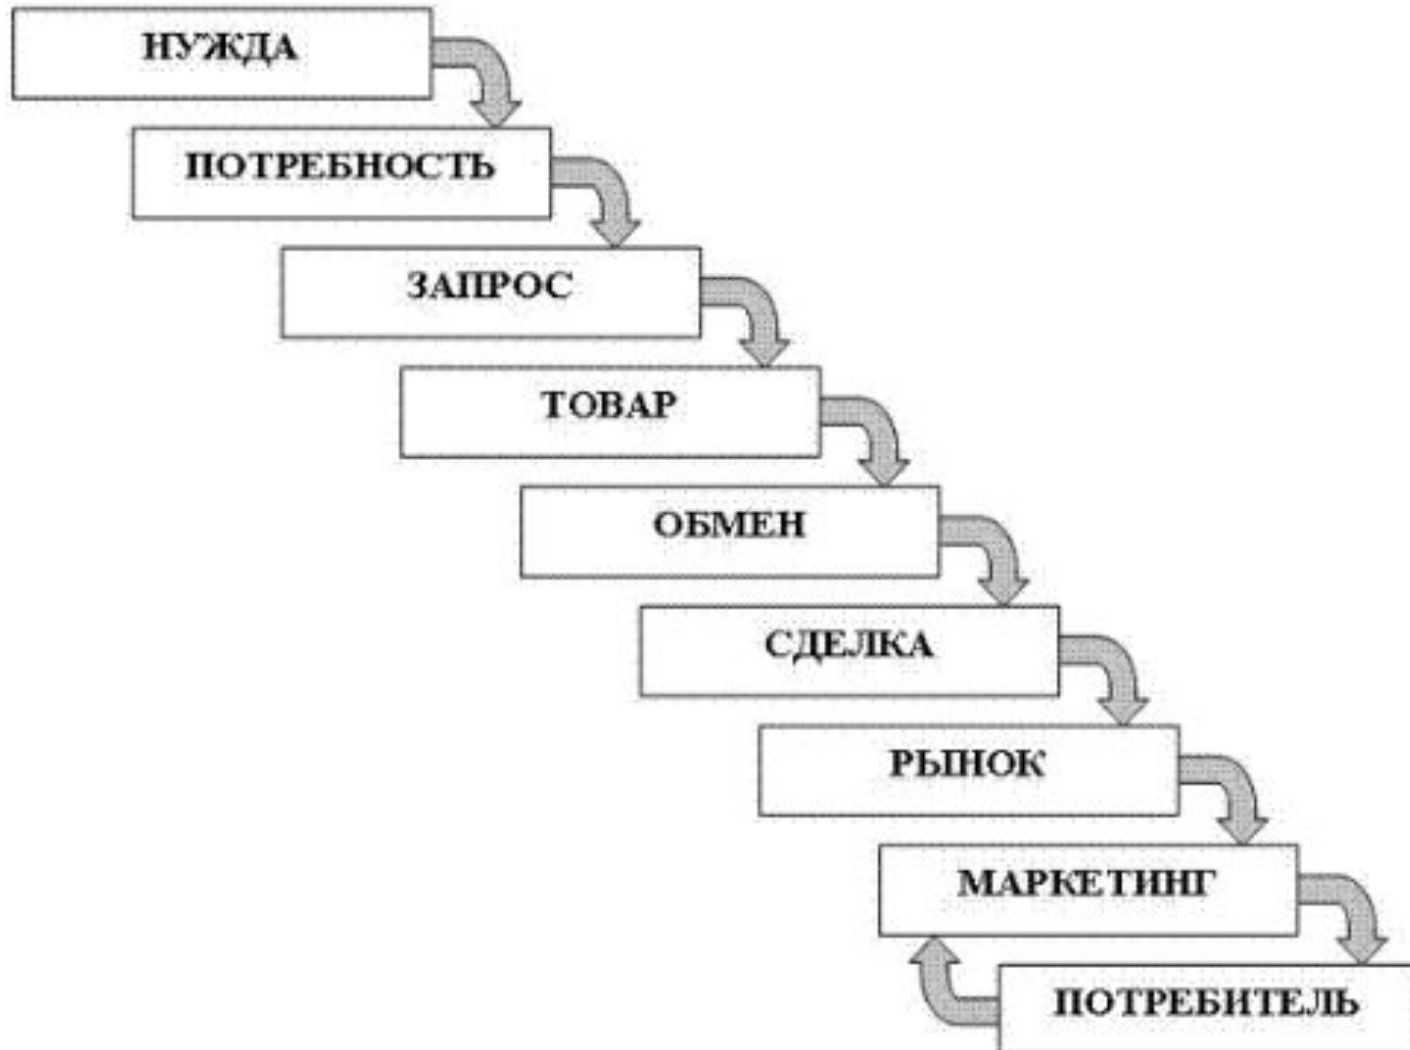 НУЖДА
ПОТРЕБНОСТЬ
ЗАПРОС
ТОВАР
ОБМЕН
СДЕЛКА
РЫНОК
МАРКЕТИНГ
ПОТРЕБИТЕЛЬ